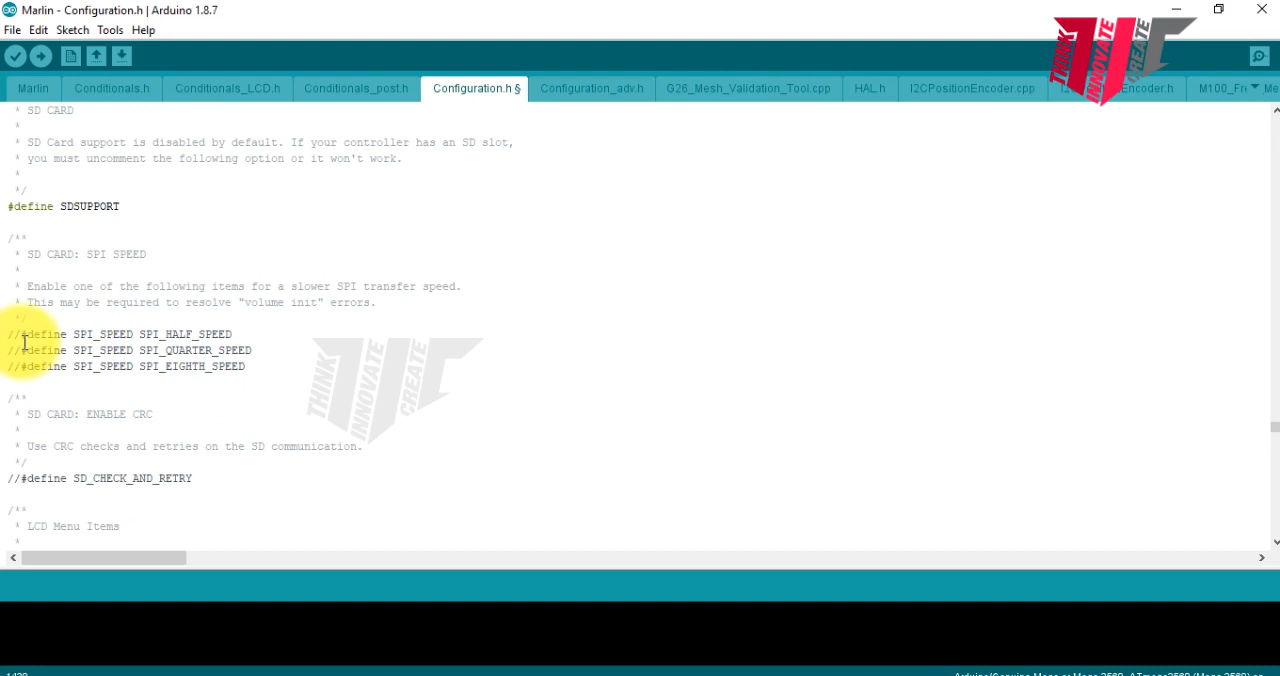 Marlin - Configuration.h | Arduino 1.8.7
File Edit Sketch Tools Help
THINK
INNOVATE
CREATE
Marlin Conditionals.h Conditionals_LCD.h Conditionals_post.h Configuration.h § Configuration_adv.h G26_Mesh_Validation_Tool.cpp HAL.h I2CPositionEncoder.cpp Encoder.h M100_Fre Me
* SD CARD
*
* SD Card support is disabled by default. If your controller has an SD slot,
* you must uncomment the following option or it won't work.
*
*/
#define SDSUPPORT
/**
* SD CARD: SPI SPEED
*
* Enable one of the following items for a slower SPI transfer speed.
* This may be required to resolve "volume init" errors.
*/
//#define SPI_SPEED SPI_HALF_SPEED
//#define SPI_SPEED SPI_QUARTER_SPEED
//#define SPI_SPEED SPI_EIGHTH_SPEED
THINK
INNOVATE
CREATE
/**
* SD CARD: ENABLE CRC
*
* Use CRC checks and retries on the SD communication.
*/
//#define SD_CHECK_AND_RETRY
/**
* LCD Menu Items
*